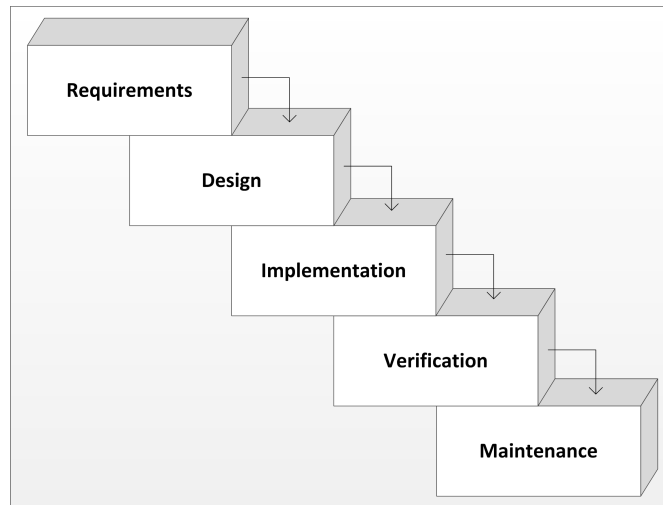 Requirements
Design
Implementation
Verification
Maintenance